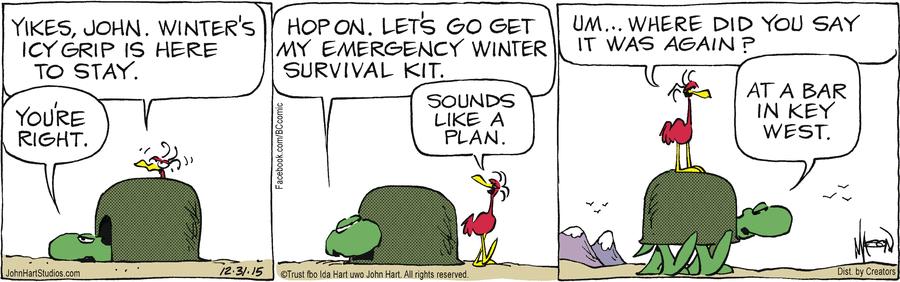 YIKES, JOHN. WINTER'S
ICY GRIP IS HERE
TO STAY.
YOU'RE
RIGHT.
JohnHartStudios.com
12.31.15
HOP ON. LET'S GO GET
MY EMERGENCY WINTER
SURVIVAL KIT.
SOUNDS
LIKE A
PLAN.
Facebook.com/BCcomic
©Trust fbo Ida Hart uwo John Hart. All rights reserved.
UM... WHERE DID YOU SAY
IT WAS AGAIN?
AT A BAR
IN KEY
WEST.
MASON
Dist. by Creators